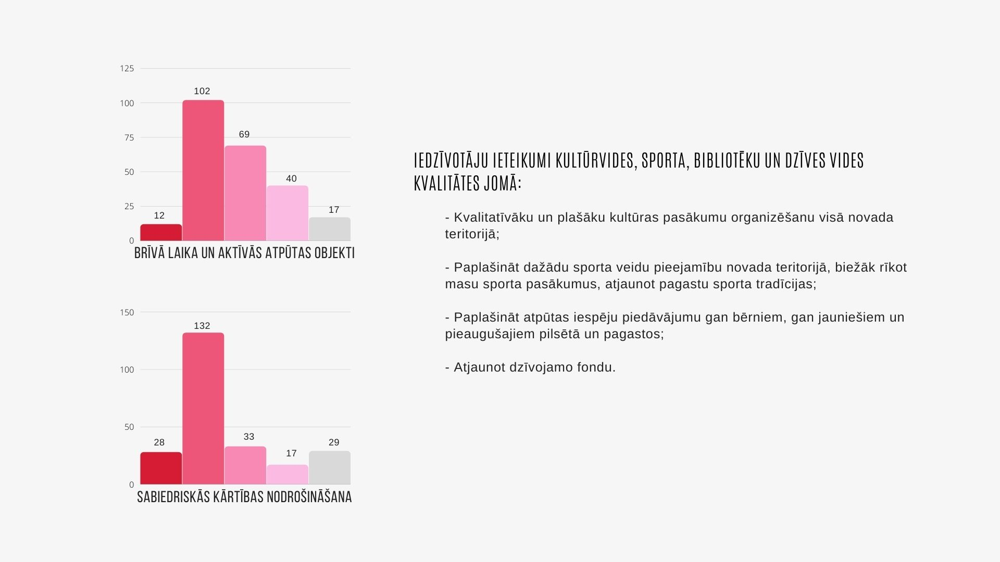 125
102
100
75
69
50
40
25
17
12
0
BRĪVĀ LAIKA UN AKTĪVĀS ATPŪTAS OBJEKTI
150
132
100
50
33
28
29
17
0
SABIEDRISKĀS KĀRTĪBAS NODROŠINĀŠANA
IEDZĪVOTĀJU IETEIKUMI KULTŪRVIDES, SPORTA, BIBLIOTĒKU UN DZĪVES VIDES
KVALITĀTES JOMĀ:
- Kvalitatīvāku un plašāku kultūras pasākumu organizēšanu visā novada
teritorijā;
- Paplašināt dažādu sporta veidu pieejamību novada teritorijā, biežāk rīkot
masu sporta pasākumus, atjaunot pagastu sporta tradīcijas;
- Paplašināt atpūtas iespēju piedāvājumu gan bērniem, gan jauniešiem un
pieaugušajiem pilsētā un pagastos;
- Atjaunot dzīvojamo fondu.